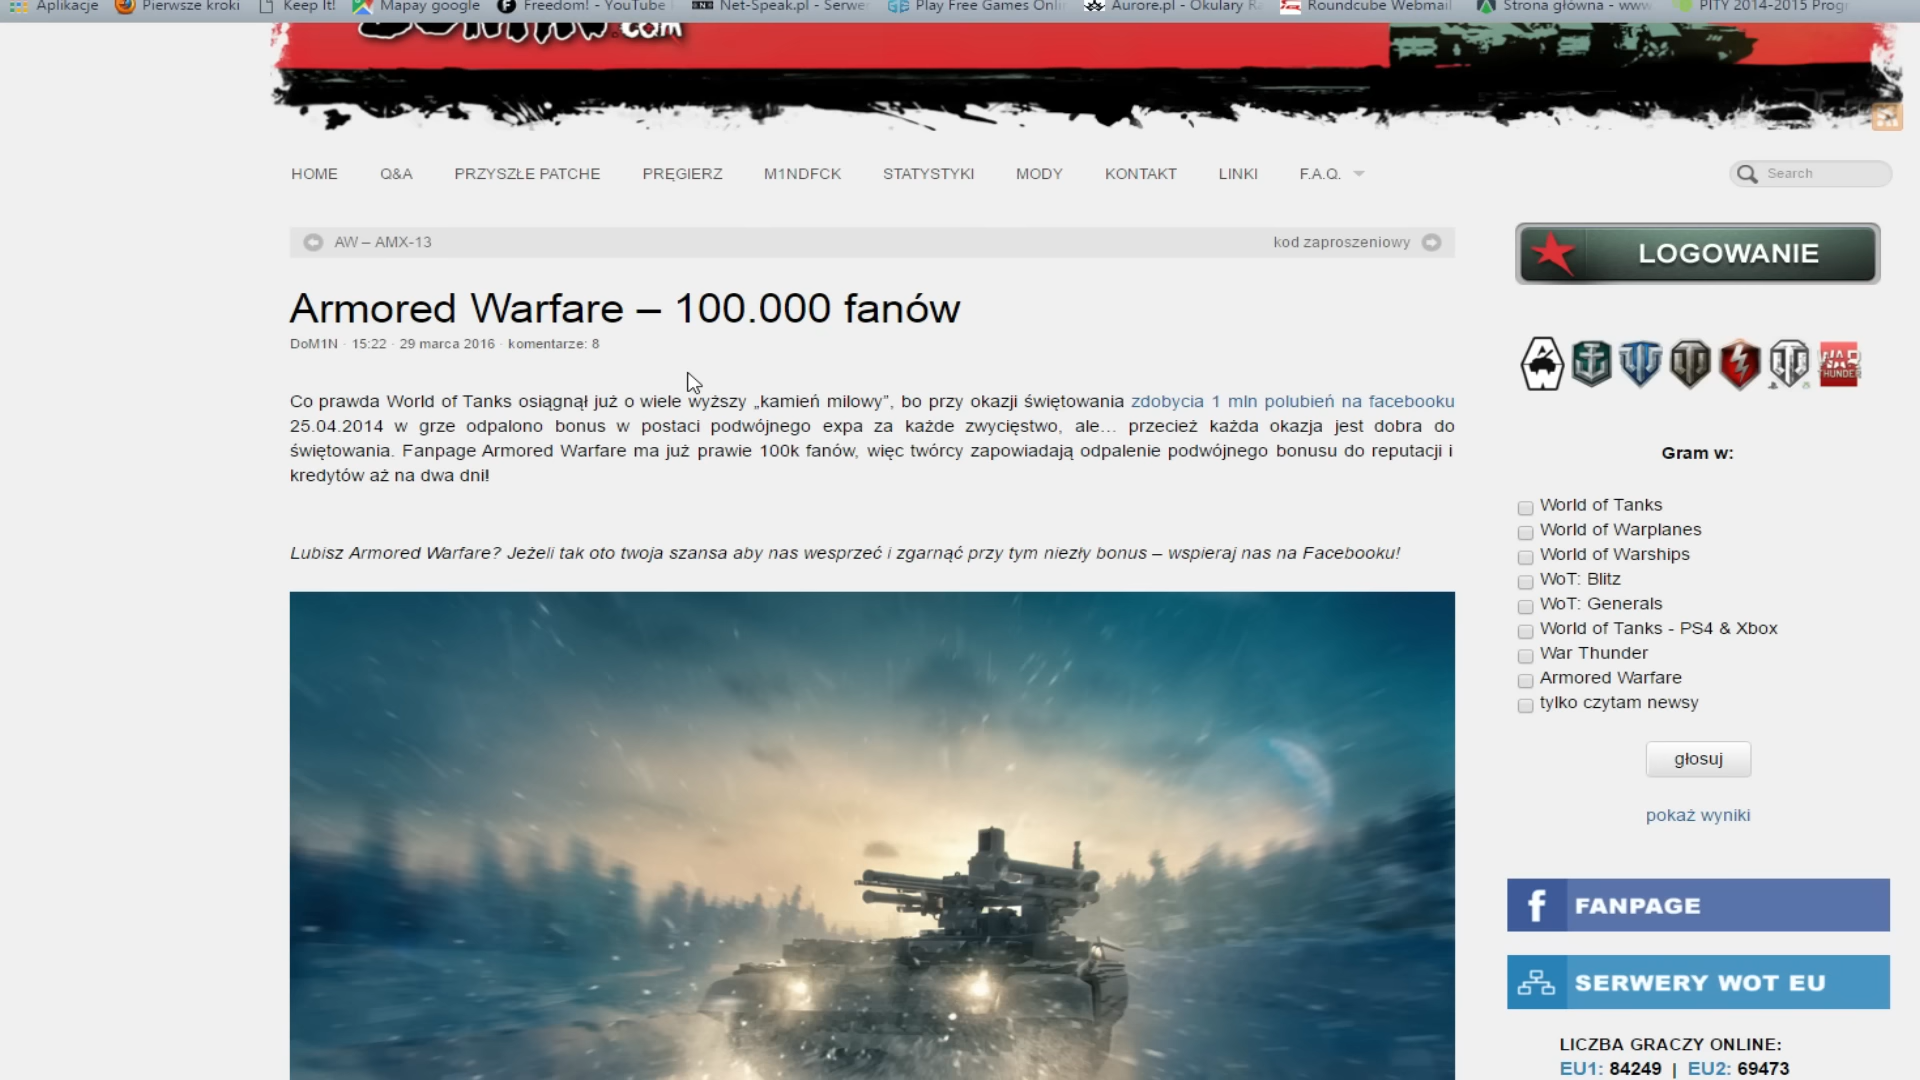 Aplikacje Pierwsze kroki Keep It! Mapay google Freedom! - YouTube Net-Speak.pl - Serwe Play Free Games Onli Aurore.pl - Okulary Ra Roundcube Webmail Strona główna - www PITY 2014-2015 Progr
.com
HOME Q&A PRZYSZŁE PATCHE PRĘGIERZ M1NDFCK STATYSTYKI MODY KONTAKT LINKI F.A.Q. Search
AW – AMX-13 kod zaproszeniowy
LOGOWANIE
Armored Warfare – 100.000 fanów
DoM1N · 15:22 · 29 marca 2016 · komentarze: 8
WAR THUNDER
Co prawda World of Tanks osiągnął już o wiele wyższy „kamień milowy”, bo przy okazji świętowania zdobycia 1 mln polubień na facebooku
25.04.2014 w grze odpalono bonus w postaci podwójnego expa za każde zwycięstwo, ale… przecież każda okazja jest dobra do
świętowania. Fanpage Armored Warfare ma już prawie 100k fanów, więc twórcy zapowiadają odpalenie podwójnego bonusu do reputacji i
kredytów aż na dwa dni!
Lubisz Armored Warfare? Jeżeli tak oto twoja szansa aby nas wesprzeć i zgarnąć przy tym niezły bonus – wspieraj nas na Facebooku!
Gram w:
World of Tanks
World of Warplanes
World of Warships
WoT: Blitz
WoT: Generals
World of Tanks - PS4 & Xbox
War Thunder
Armored Warfare
tylko czytam newsy
głosuj
pokaż wyniki
f FANPAGE
SERWERY WOT EU
LICZBA GRACZY ONLINE:
EU1: 84249 | EU2: 69473